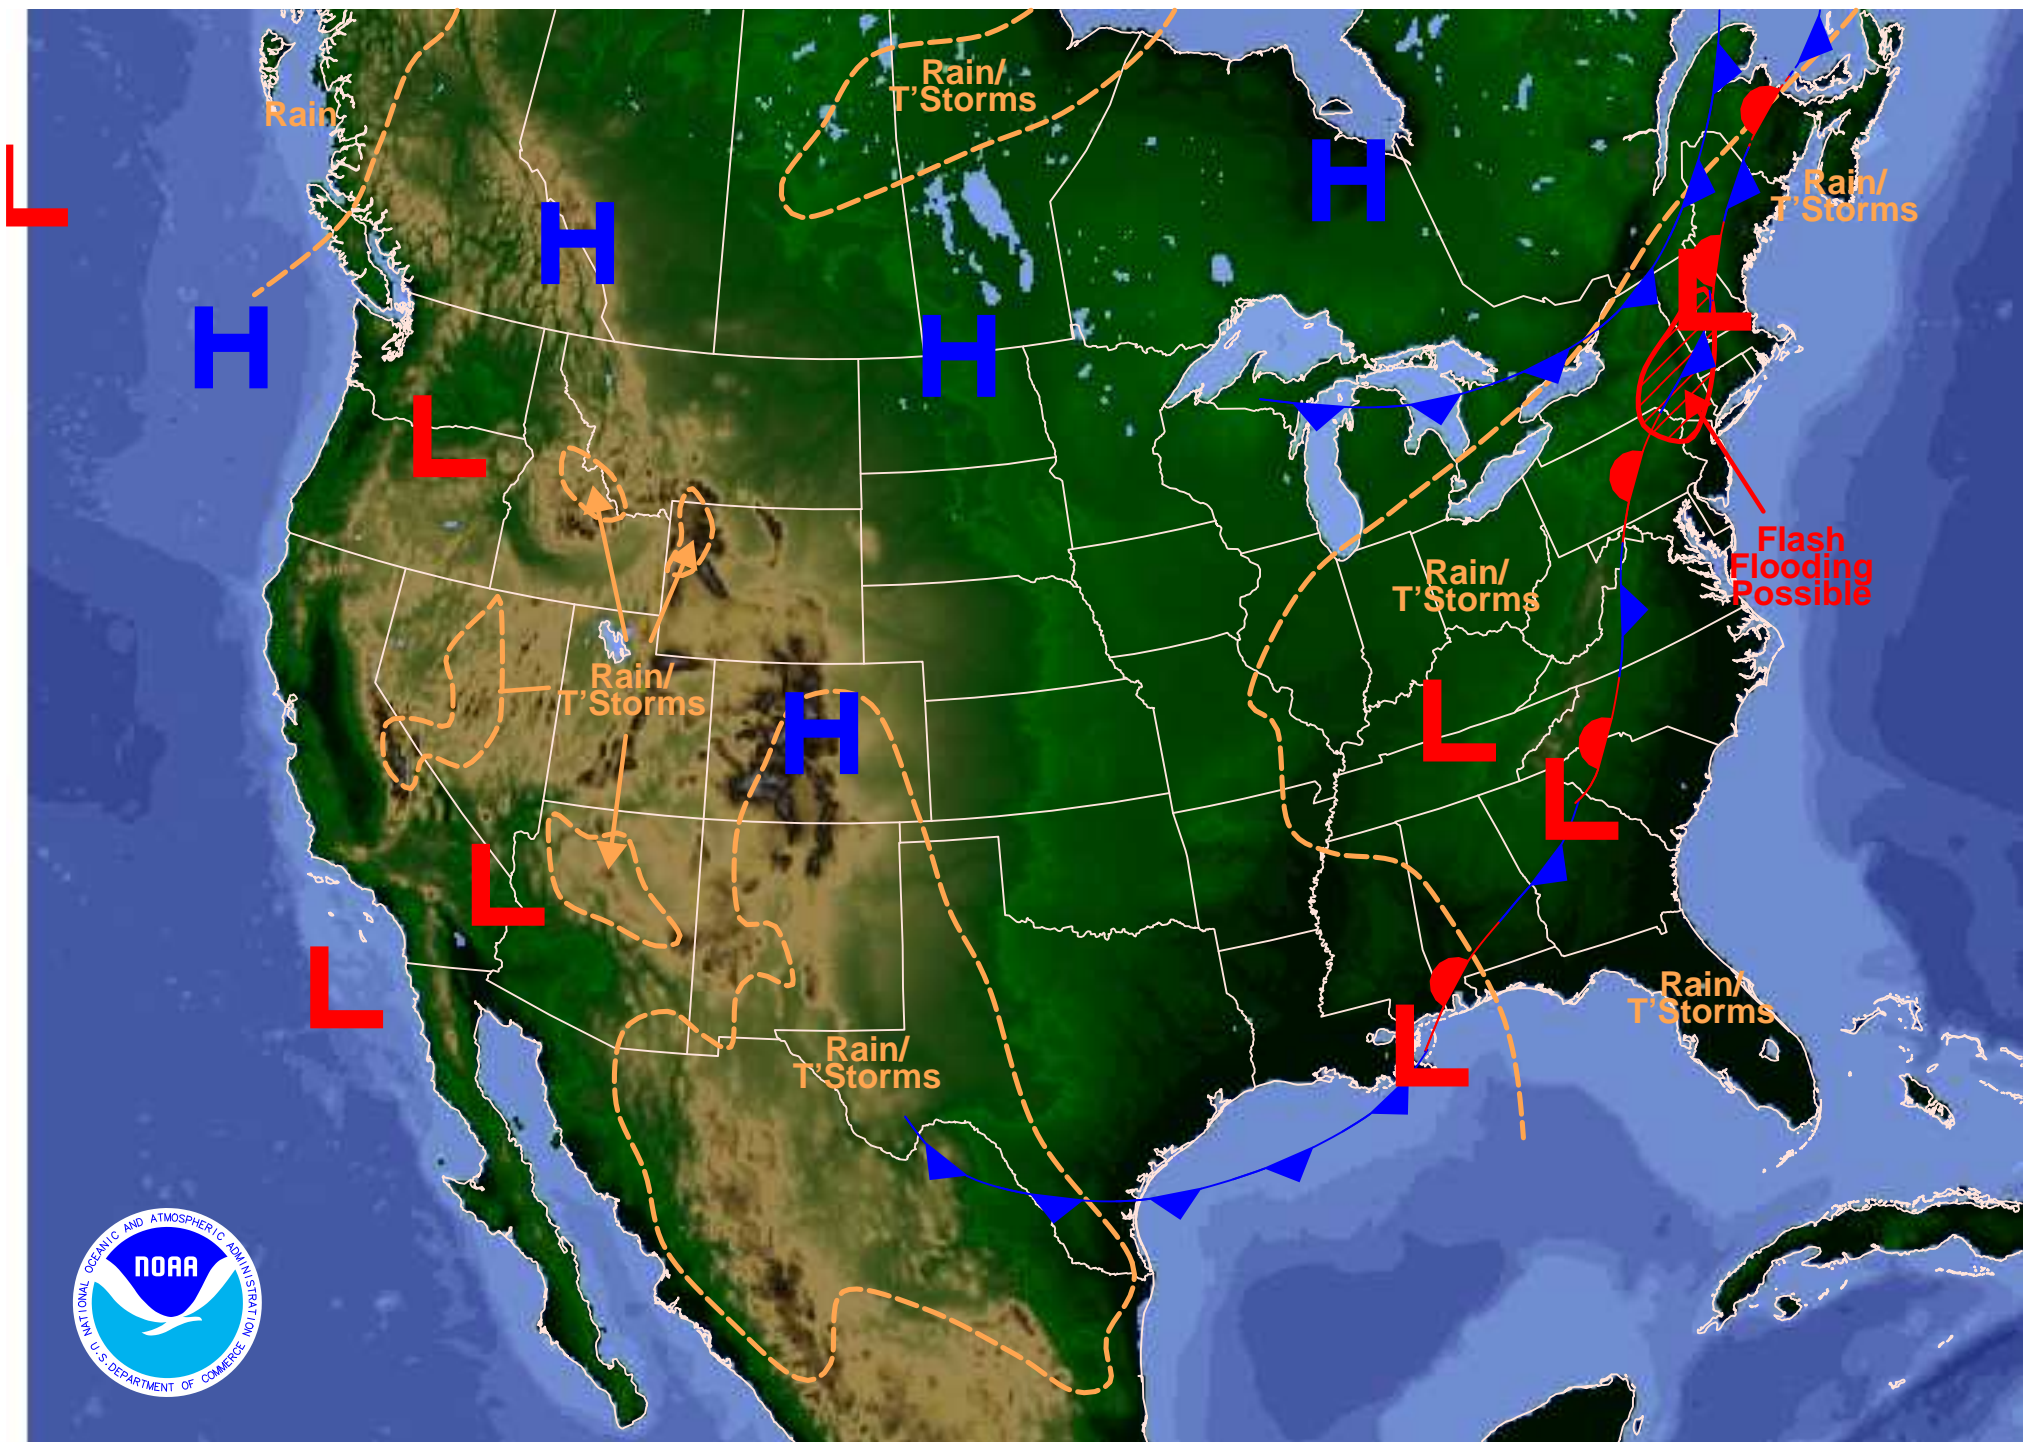 Rain/
T'Storms
Rain
L
H
Rain/
T'Storms
H
L
H
H
L
Flash
Flooding
Possible
Rain/
T'Storms
Rain/
T'Storms
H
L
L
L
L
Rain/
T'Storms
L
Rain/
T'Storms
L
NATIONAL OCEANIC AND ATMOSPHERIC ADMINISTRATION
NOAA
U.S. DEPARTMENT OF COMMERCE